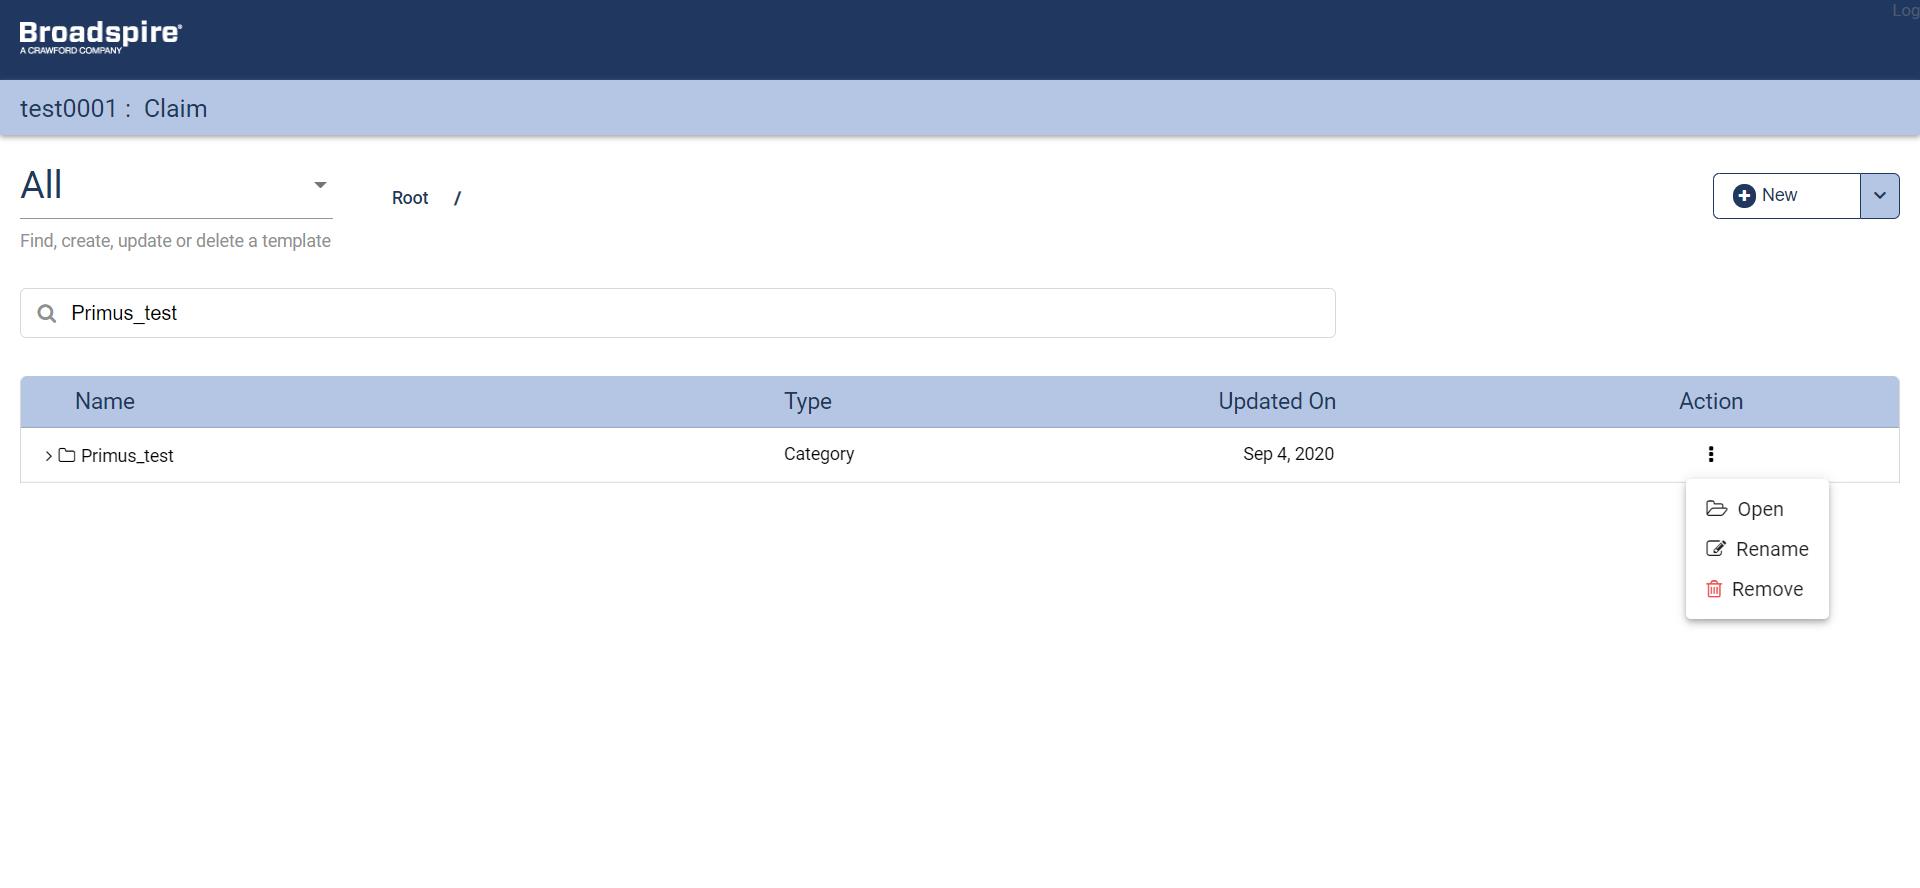 Log
Broadspire®
A CRAWFORD COMPANY
test0001 : Claim
All
Root /
New
Find, create, update or delete a template
Primus_test
Name Type Updated On Action
Primus_test Category Sep 4, 2020
Open
Rename
Remove